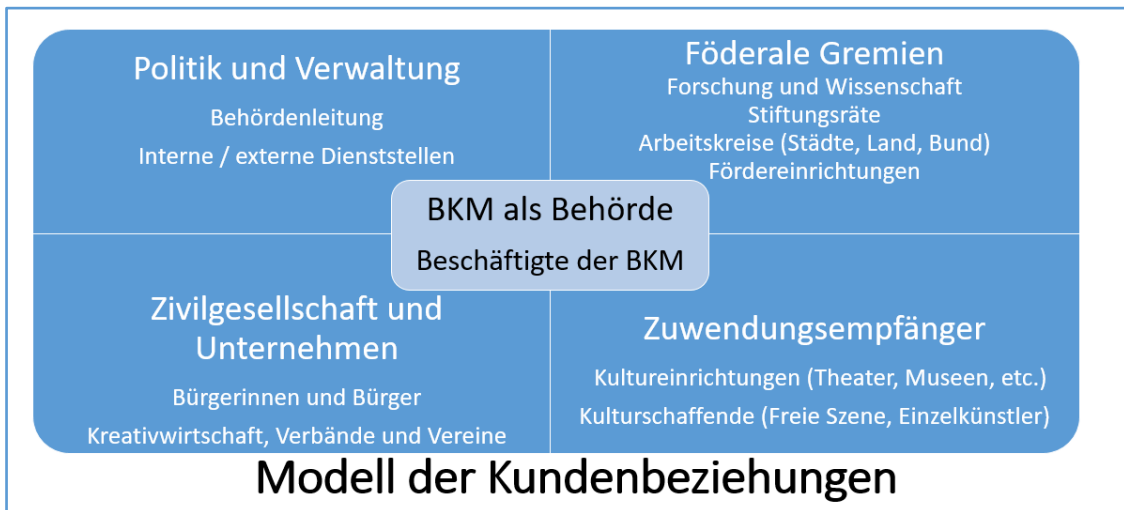 Politik und Verwaltung
Behördenleitung
Interne / externe Dienststellen
Föderale Gremien
Forschung und Wissenschaft
Stiftungsräte
Arbeitskreise (Städte, Land, Bund)
Fördereinrichtungen
BKM als Behörde
Beschäftigte der BKM
Zivilgesellschaft und
Unternehmen
Bürgerinnen und Bürger
Kreativwirtschaft, Verbände und Vereine
Zuwendungsempfänger
Kultureinrichtungen (Theater, Museen, etc.)
Kulturschaffende (Freie Szene, Einzelkünstler)
Modell der Kundenbeziehungen